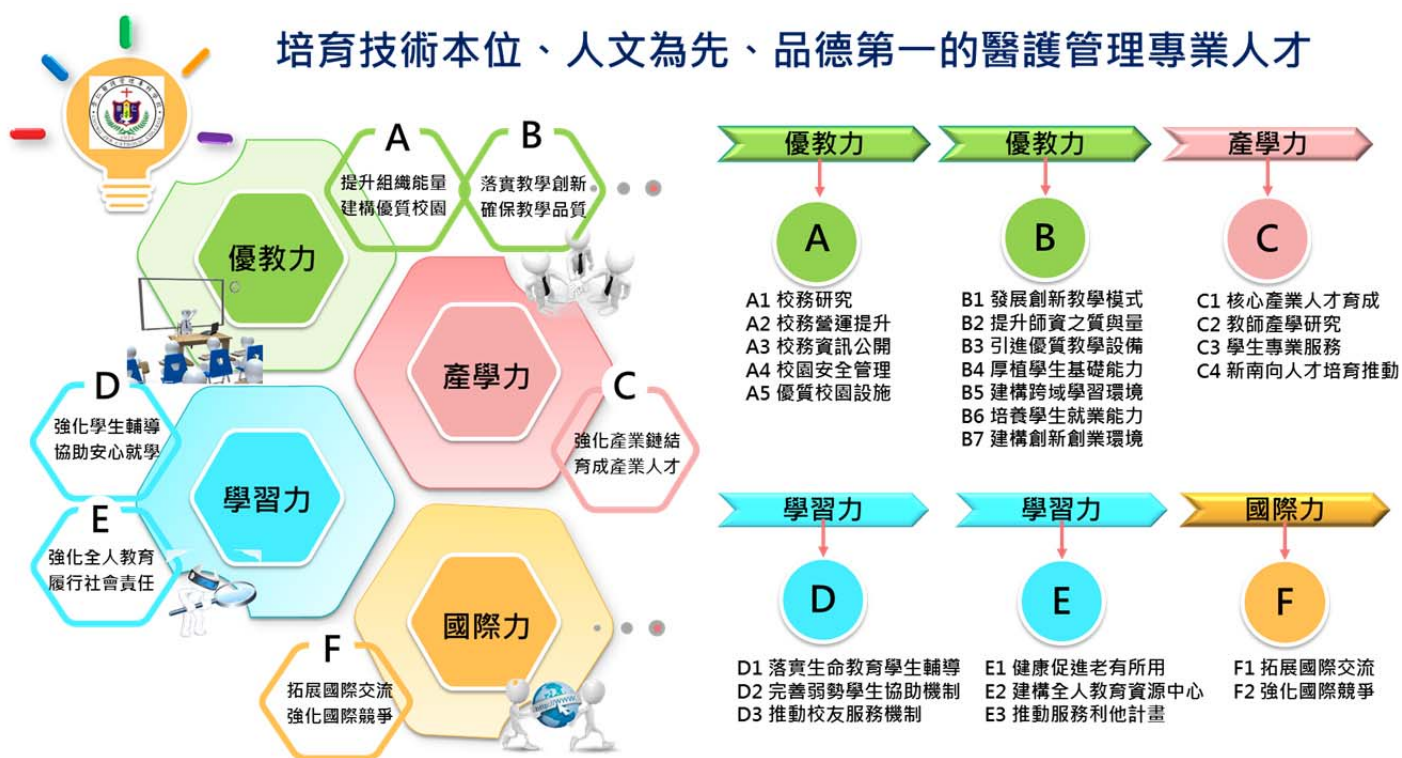 培育技術本位、人文為先、品德第一的醫護管理專業人才
A
提升組織能量
建構優質校園
B
落實教學創新
確保教學品質
優教力
產學力
C
強化產業鏈結
育成產業人才
D
強化學生輔導
協助安心就學
學習力
E
強化全人教育
履行社會責任
國際力
F
拓展國際交流
強化國際競爭
優教力
A
A1 校務研究
A2 校務營運提升
A3 校務資訊公開
A4 校園安全管理
A5 優質校園設施
優教力
B
B1 發展創新教學模式
B2 提升師資之質與量
B3 引進優質教學設備
B4 厚植學生基礎能力
B5 建構跨域學習環境
B6 培養學生就業能力
B7 建構創新創業環境
產學力
C
C1 核心產業人才育成
C2 教師產學研究
C3 學生專業服務
C4 新南向人才培育推動
學習力
D
D1 落實生命教育學生輔導
D2 完善弱勢學生協助機制
D3 推動校友服務機制
學習力
E
E1 健康促進老有所用
E2 建構全人教育資源中心
E3 推動服務利他計畫
國際力
F
F1 拓展國際交流
F2 強化國際競爭